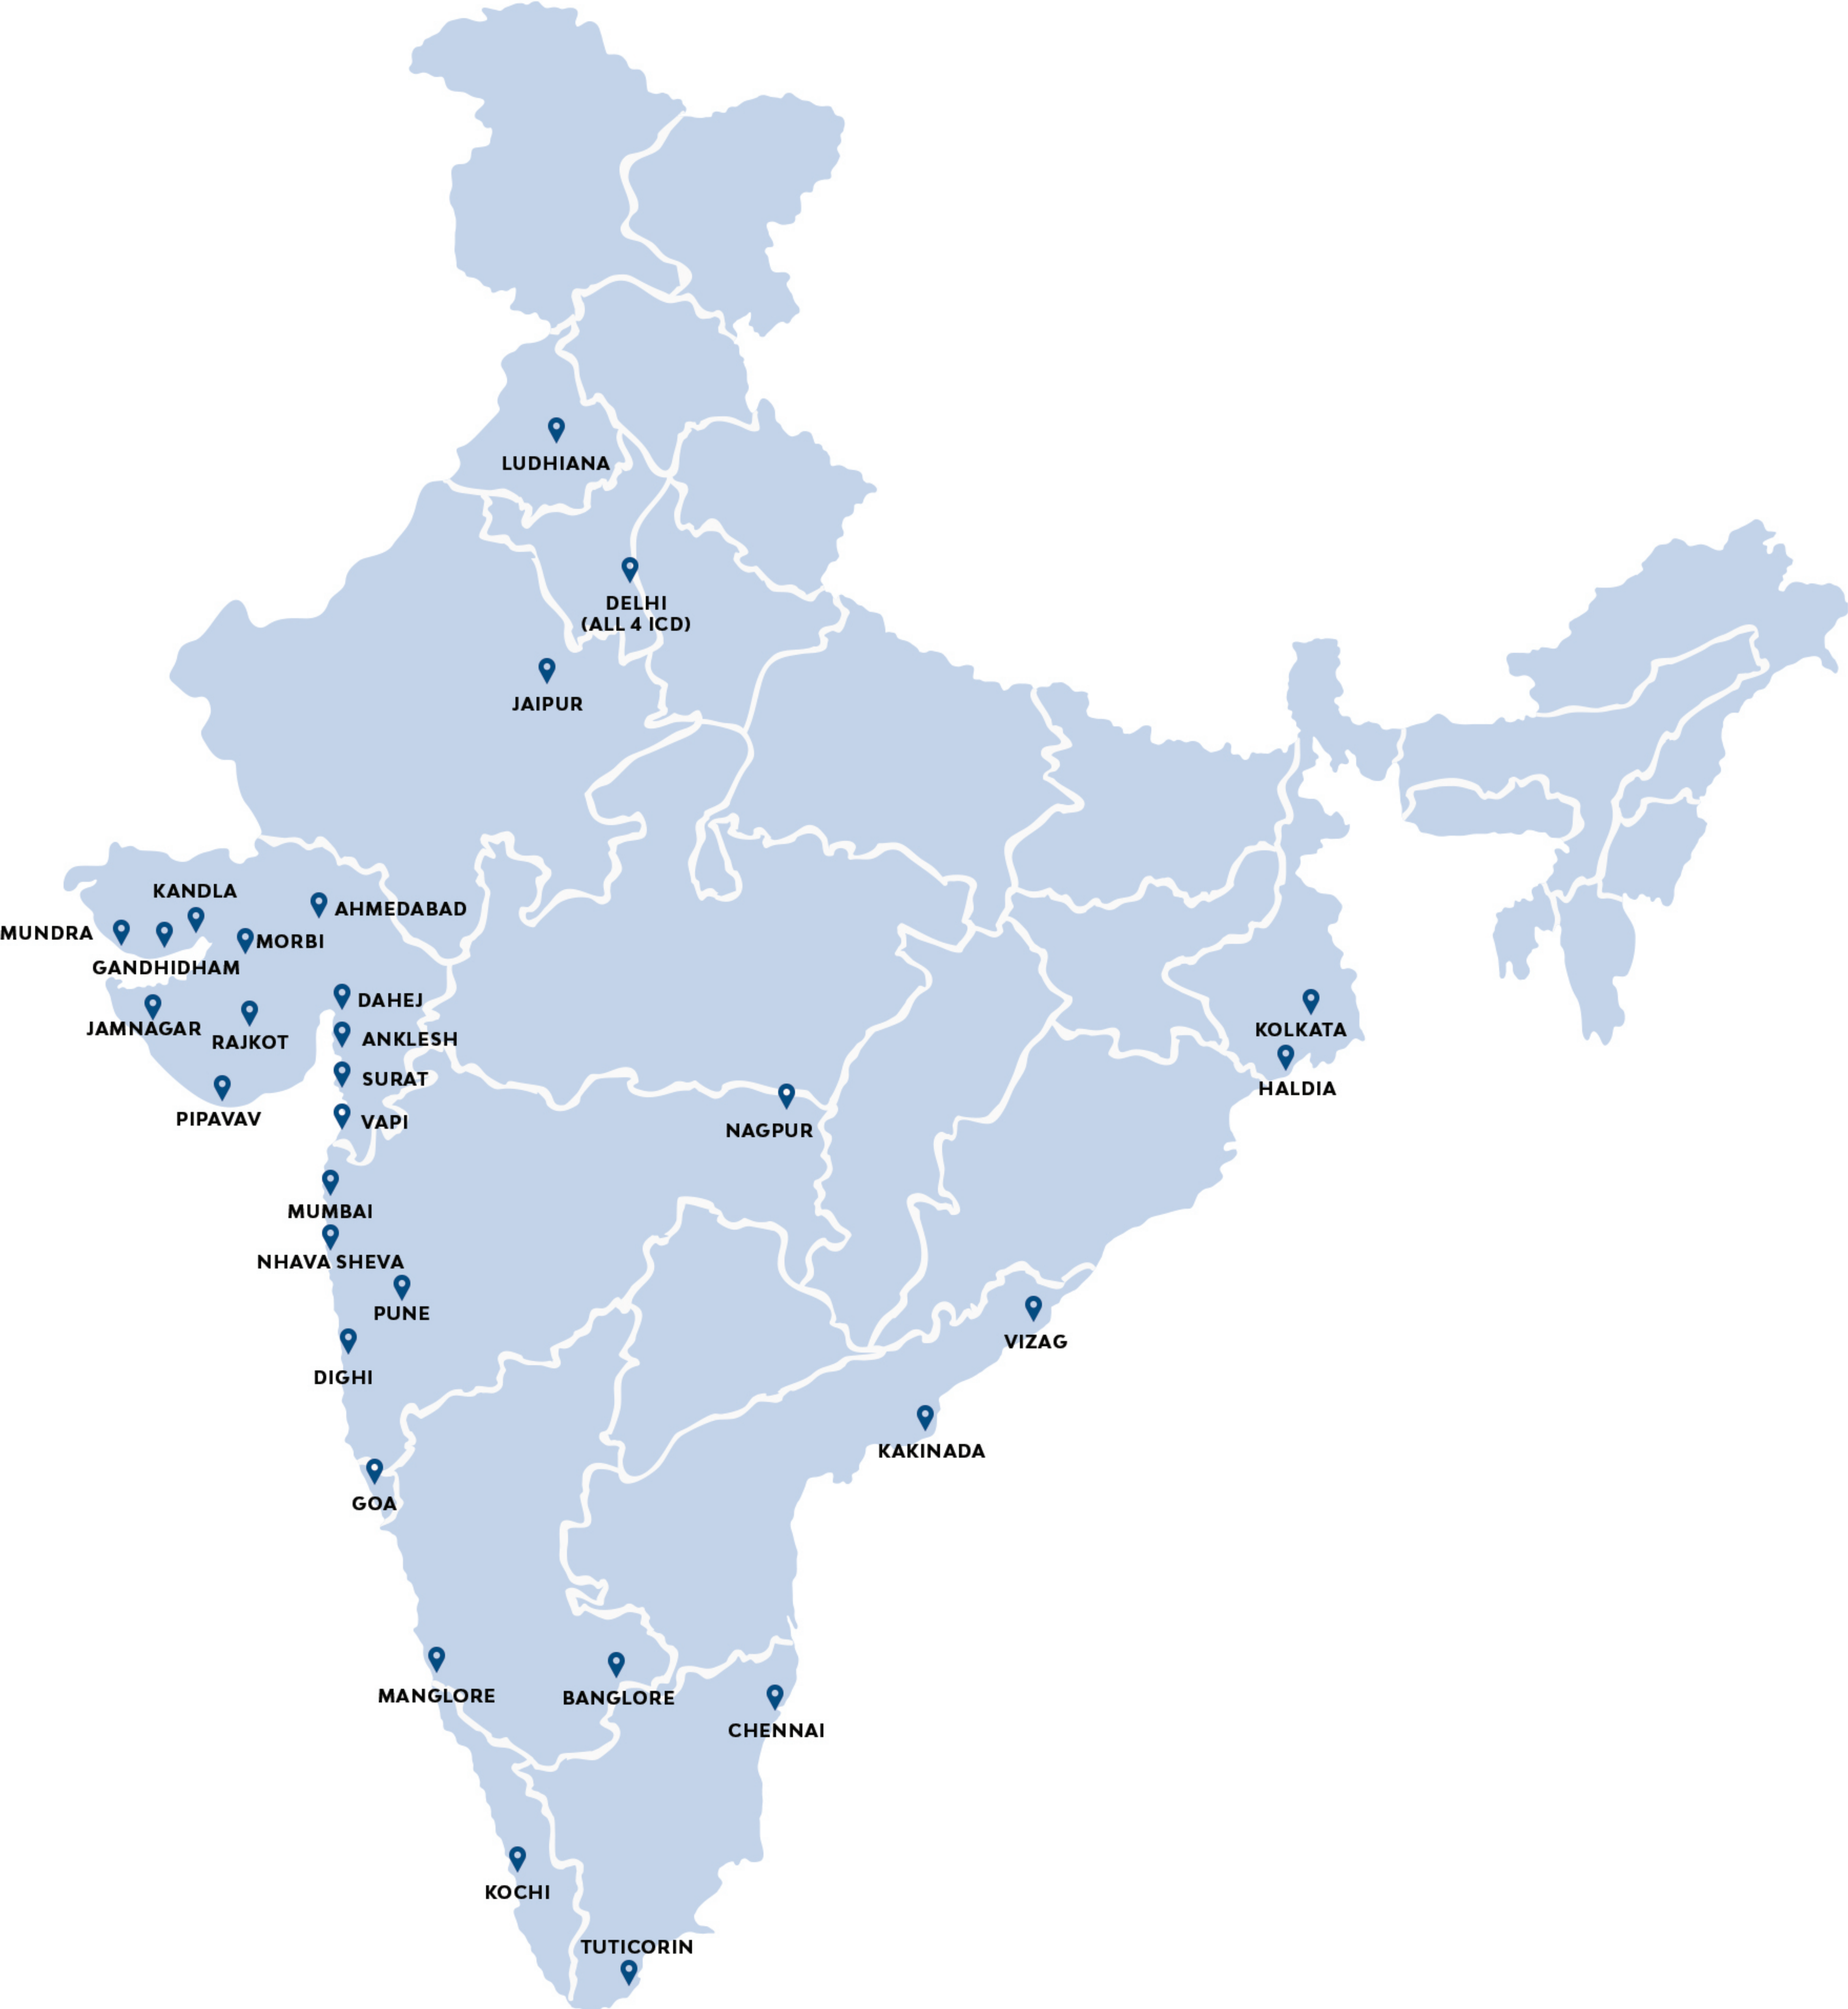 LUDHIANA
DELHI
(ALL 4 ICD)
JAIPUR
KANDLA
AHMEDABAD
MUNDRA
MORBI
GANDHIDHAM
DAHEJ
JAMNAGAR
RAJKOT
ANKLESH
KOLKATA
SURAT
HALDIA
PIPAVAV
VAPI
NAGPUR
MUMBAI
NHAVA SHEVA
PUNE
VIZAG
DIGHI
KAKINADA
GOA
MANGLORE
BANGLORE
CHENNAI
KOCHI
TUTICORIN